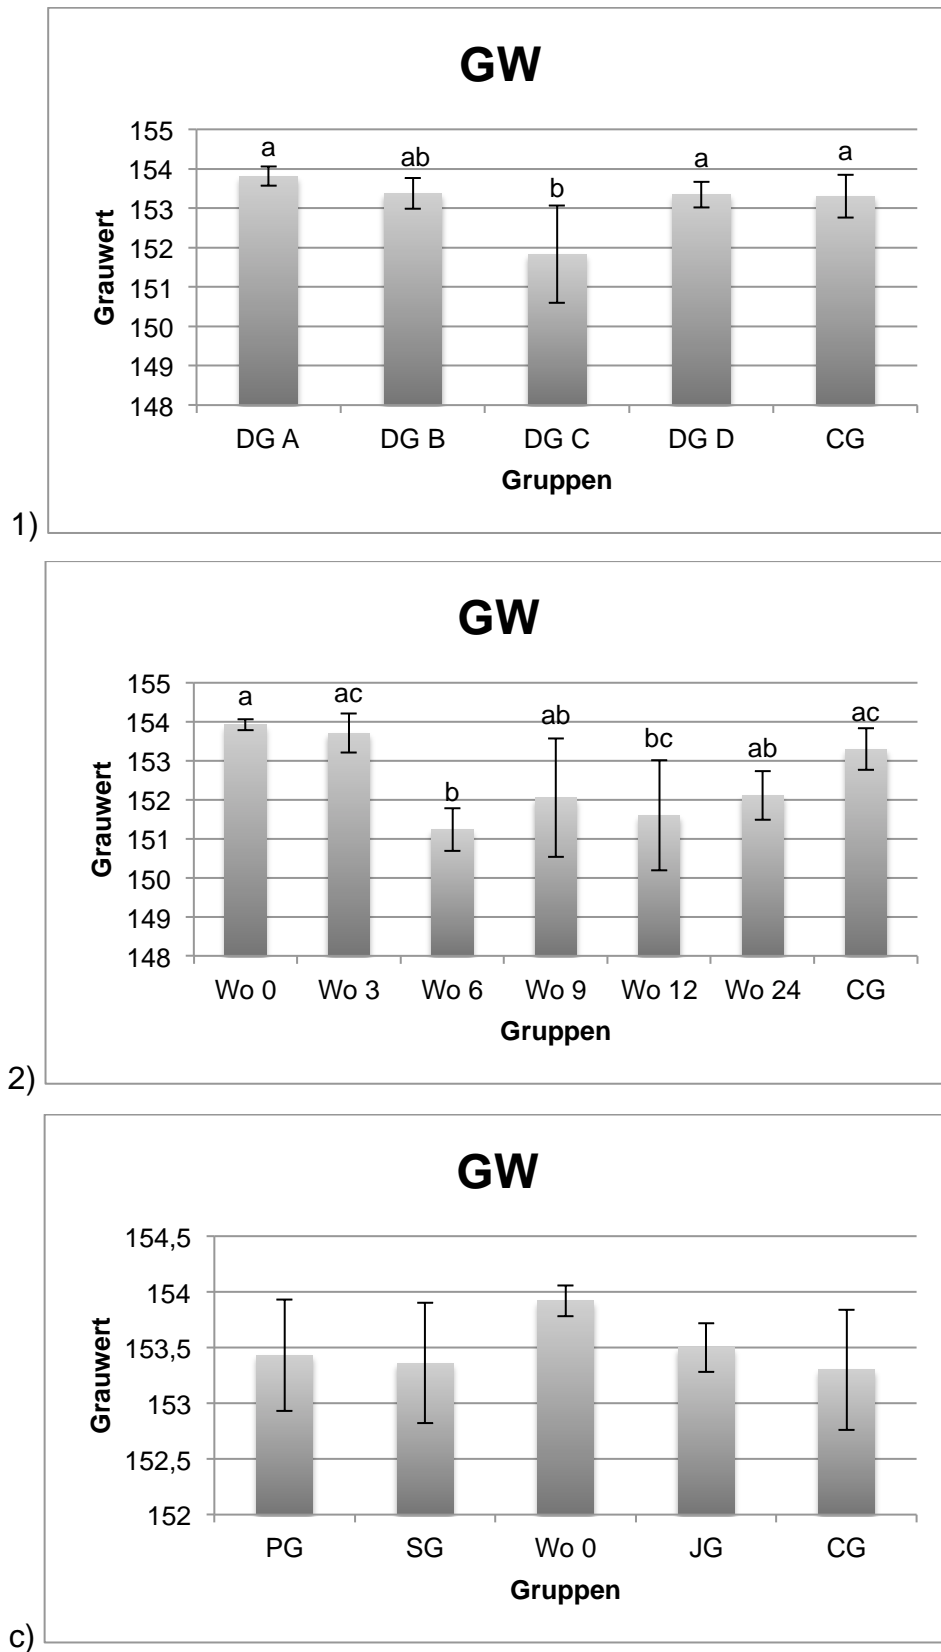 GW
155
154
153
152
151
150
149
148
Grauwert
a
ab
b
a
a
DG A DG B DG C DG D CG
Gruppen
1)
GW
155
154
153
152
151
150
149
148
Grauwert
a
ac
b
ab
bc
ab
ac
Wo 0 Wo 3 Wo 6 Wo 9 Wo 12 Wo 24 CG
Gruppen
2)
GW
154,5
154
153,5
153
152,5
152
Grauwert
PG SG Wo 0 JG CG
Gruppen
c)